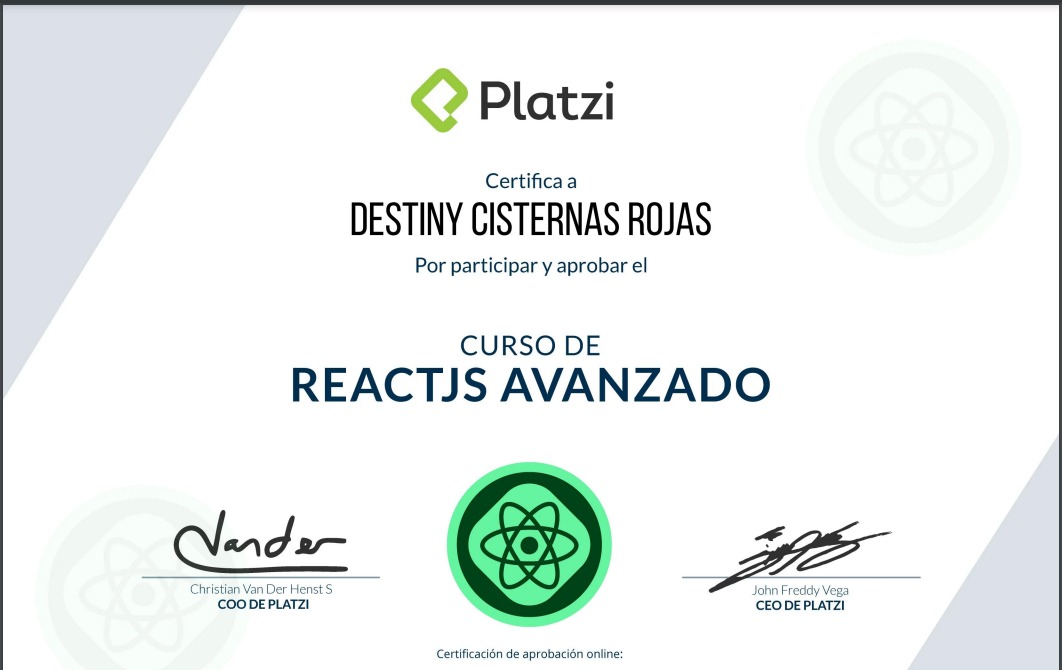 Platzi
Certifica a
DESTINY CISTERNAS ROJAS
Por participar y aprobar el
CURSO DE
REACTJS AVANZADO
Vander
Christian Van Der Henst S
COO DE PLATZI
John Freddy Vega
CEO DE PLATZI
Certificación de aprobación online: